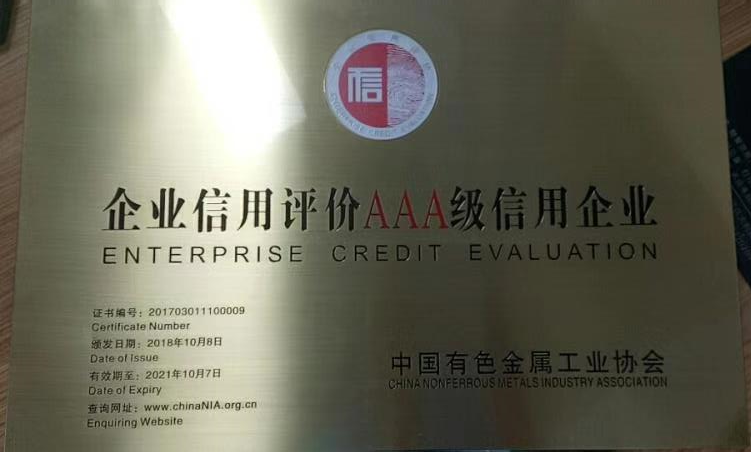 信
ENTERPRISE CREDIT EVALUATION
企业信用评价AAA级信用企业
ENTERPRISE CREDIT EVALUATION
证书编号：201703011100009
Certificate Number
颁发日期：2018年10月8日
Date of Issue
有效期至：2021年10月7日
Date of Expiry
查询网址：www.chinaNIA.org.cn
Enquiring Website
中国有色金属工业协会
CHINA NONFERROUS METALS INDUSTRY ASSOCIATION